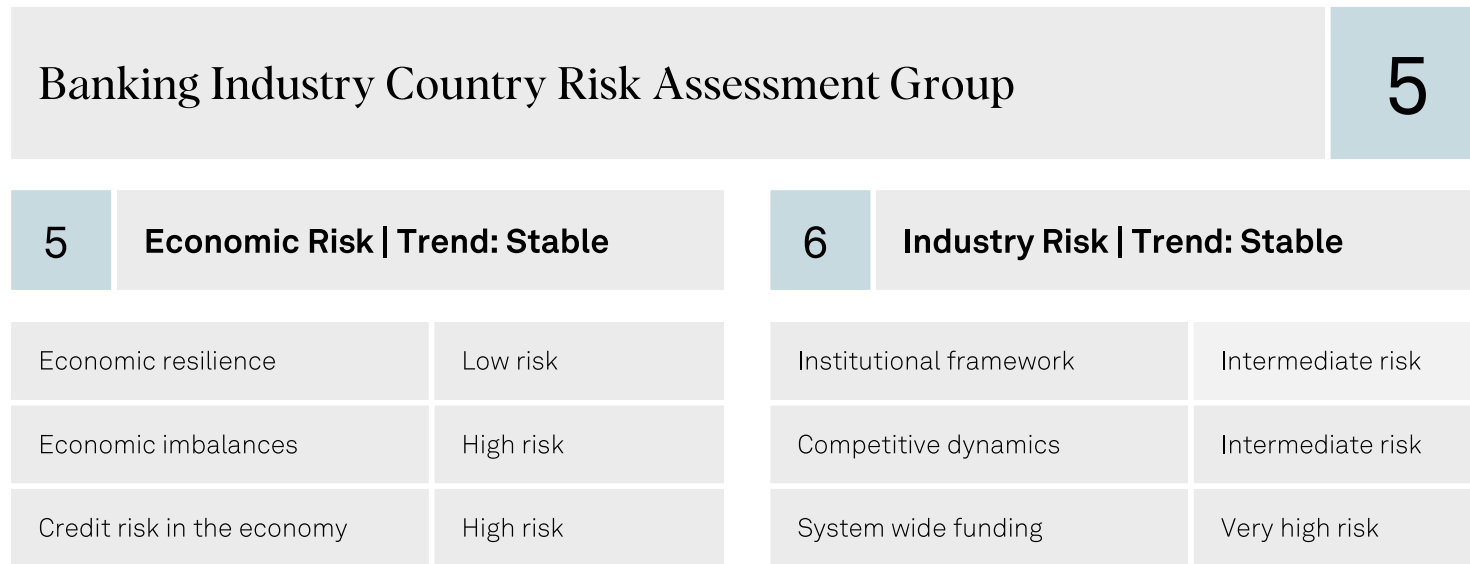 Banking Industry Country Risk Assessment Group
5
5
Economic Risk | Trend: Stable
Economic resilience
Low risk
Economic imbalances
High risk
Credit risk in the economy
High risk
6
Industry Risk | Trend: Stable
Institutional framework
Intermediate risk
Competitive dynamics
Intermediate risk
System wide funding
Very high risk